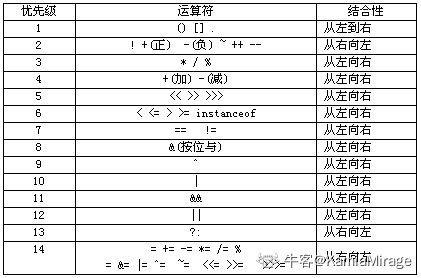 优先级 运算符 结合性
1 () [] . 从左到右
2 ! +(正) -(负) ~ ++ -- 从右向左
3 * / % 从左向右
4 +(加) -(减) 从左向右
5 << >> >>> 从左向右
6 < <= > >= instanceof 从左向右
7 == != 从左向右
8 &(按位与) 从左向右
9 ^ 从左向右
10 | 从左向右
11 && 从左向右
12 || 从左向右
13 ?: 从右向左
14 = += -= *= /= % 从右向左
= &= |= ^= ~= <<= >>= >>>=
牛客@KamiaMirage